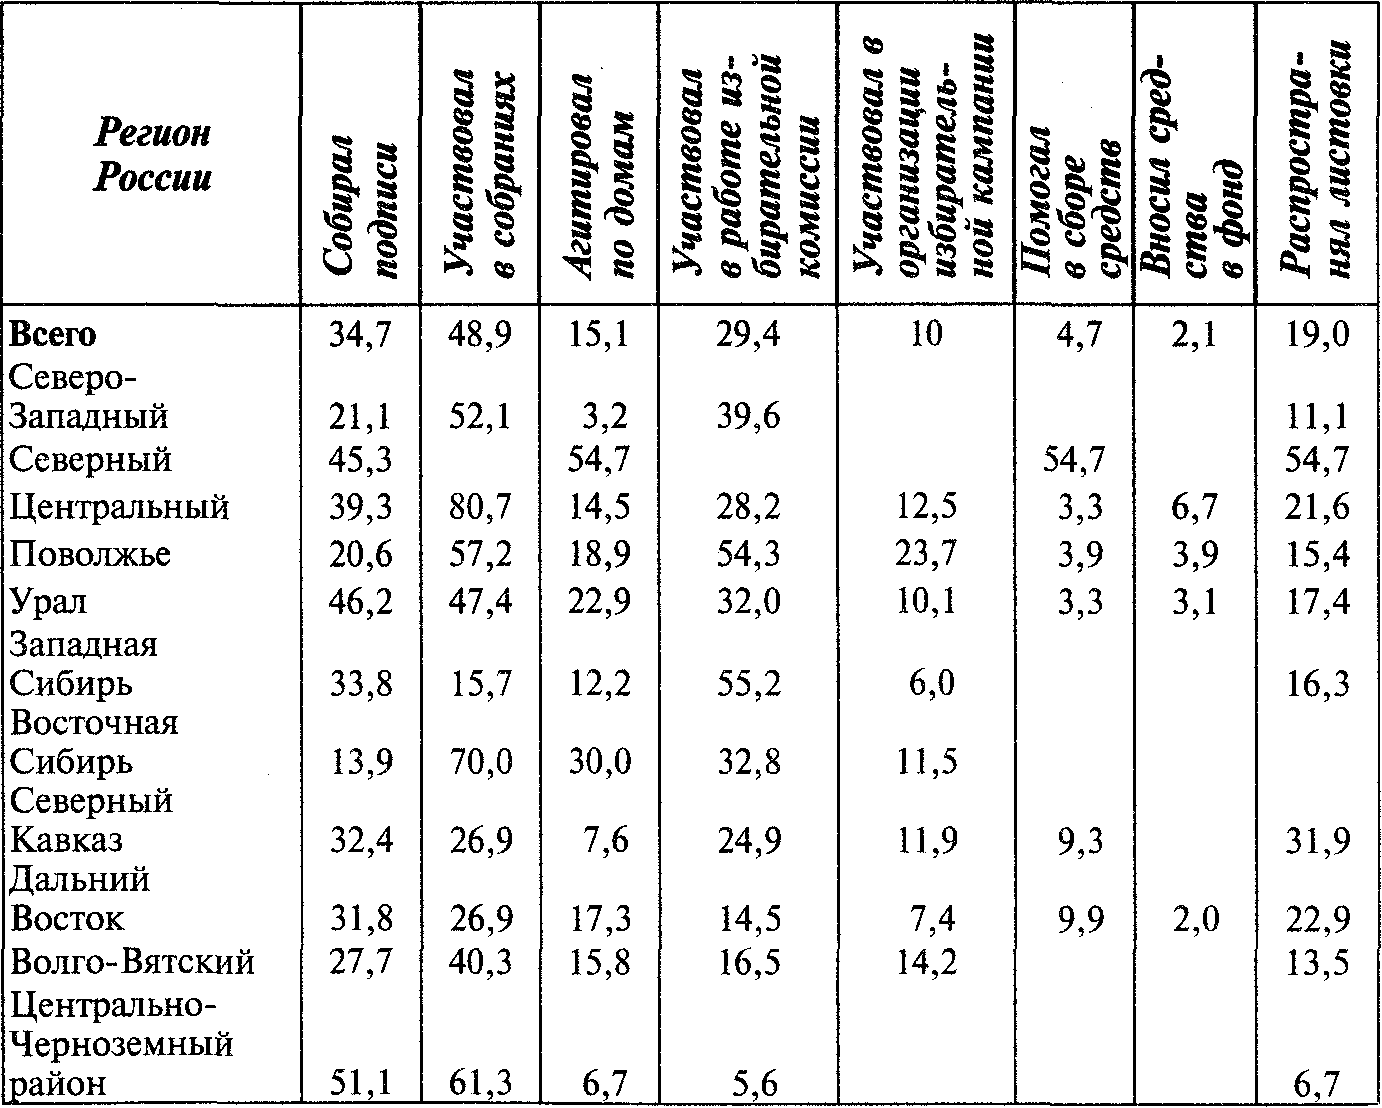 Регион
России
Собирал
подписи
Участвовал
в собраниях
Агитировал
по домам
Участвовал
в работе из-
бирательной
комиссии
Участвовал в
организации
избиратель-
ной кампании
Помогал
в сборе
средств
Вносил сред-
ства
в фонд
Распростра-
нял листовки
Всего 34,7 48,9 15,1 29,4 10 4,7 2,1 19,0
Северо-
Западный 21,1 52,1 3,2 39,6 11,1
Северный 45,3 54,7 54,7 54,7
Центральный 39,3 80,7 14,5 28,2 12,5 3,3 6,7 21,6
Поволжье 20,6 57,2 18,9 54,3 23,7 3,9 3,9 15,4
Урал 46,2 47,4 22,9 32,0 10,1 3,3 3,1 17,4
Западная
Сибирь 33,8 15,7 12,2 55,2 6,0 16,3
Восточная
Сибирь 13,9 70,0 30,0 32,8 11,5
Северный
Кавказ 32,4 26,9 7,6 24,9 11,9 9,3 31,9
Дальний
Восток 31,8 26,9 17,3 14,5 7,4 9,9 2,0 22,9
Волго-Вятский 27,7 40,3 15,8 16,5 14,2 13,5
Центрально-
Черноземный
район 51,1 61,3 6,7 5,6 6,7